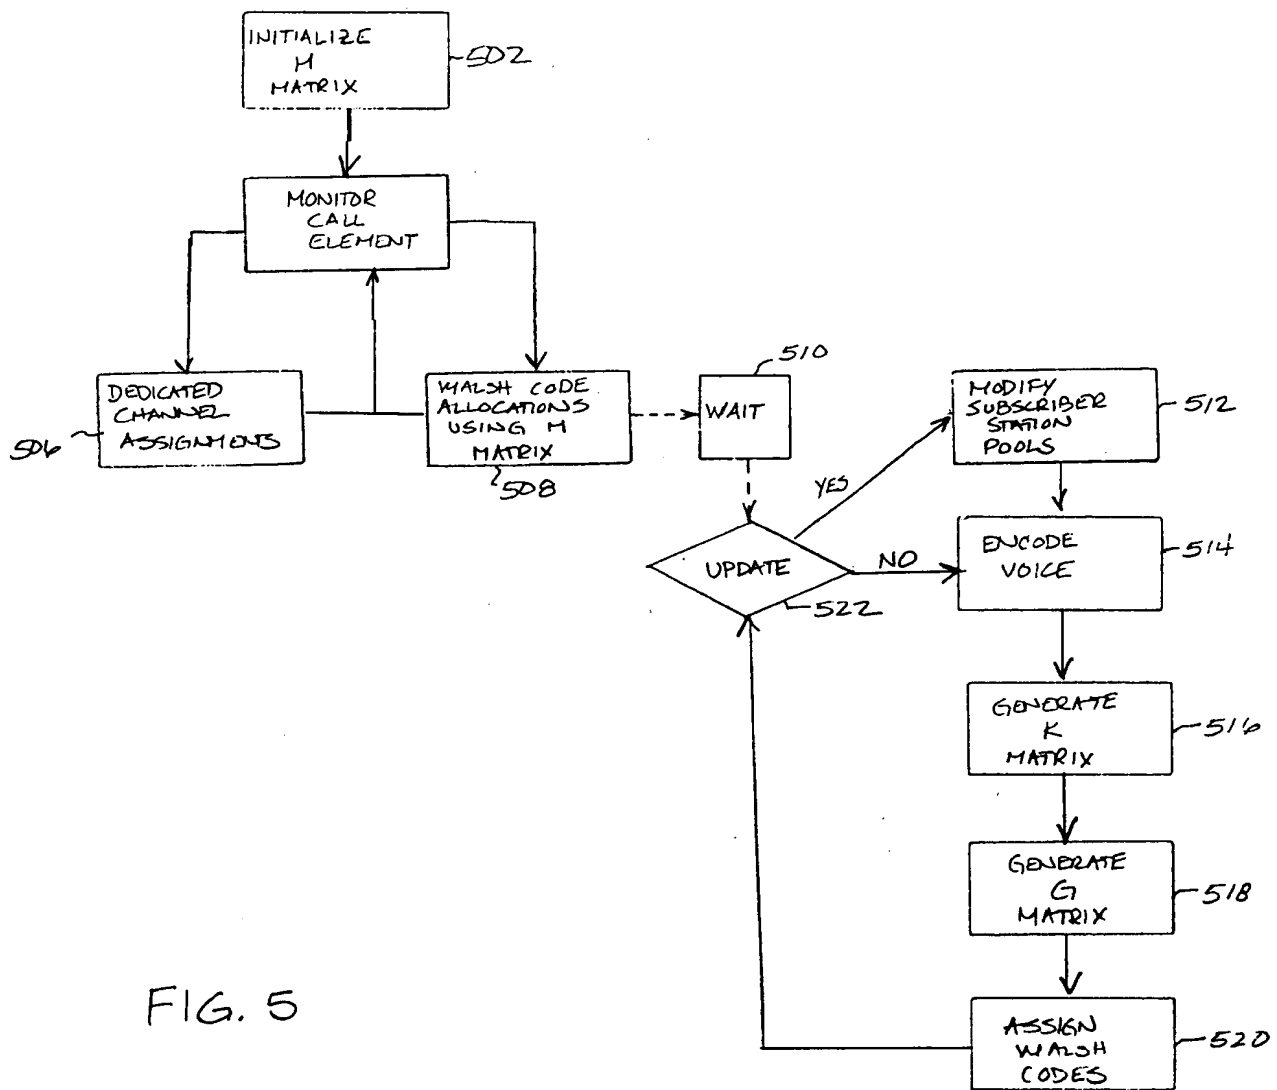 INITIALIZE
M
MATRIX
502
MONITOR
CALL
ELEMENT
DEDICATED
CHANNEL
ASSIGNMENTS
506
WALSH CODE
ALLOCATIONS
USING M
MATRIX
508
510
WAIT
MODIFY
SUBSCRIBER
STATION
POOLS
512
YES
UPDATE
NO
522
ENCODE
VOICE
514
GENERATE
K
MATRIX
516
GENERATE
G
MATRIX
518
ASSIGN
WALSH
CODES
520
FIG. 5